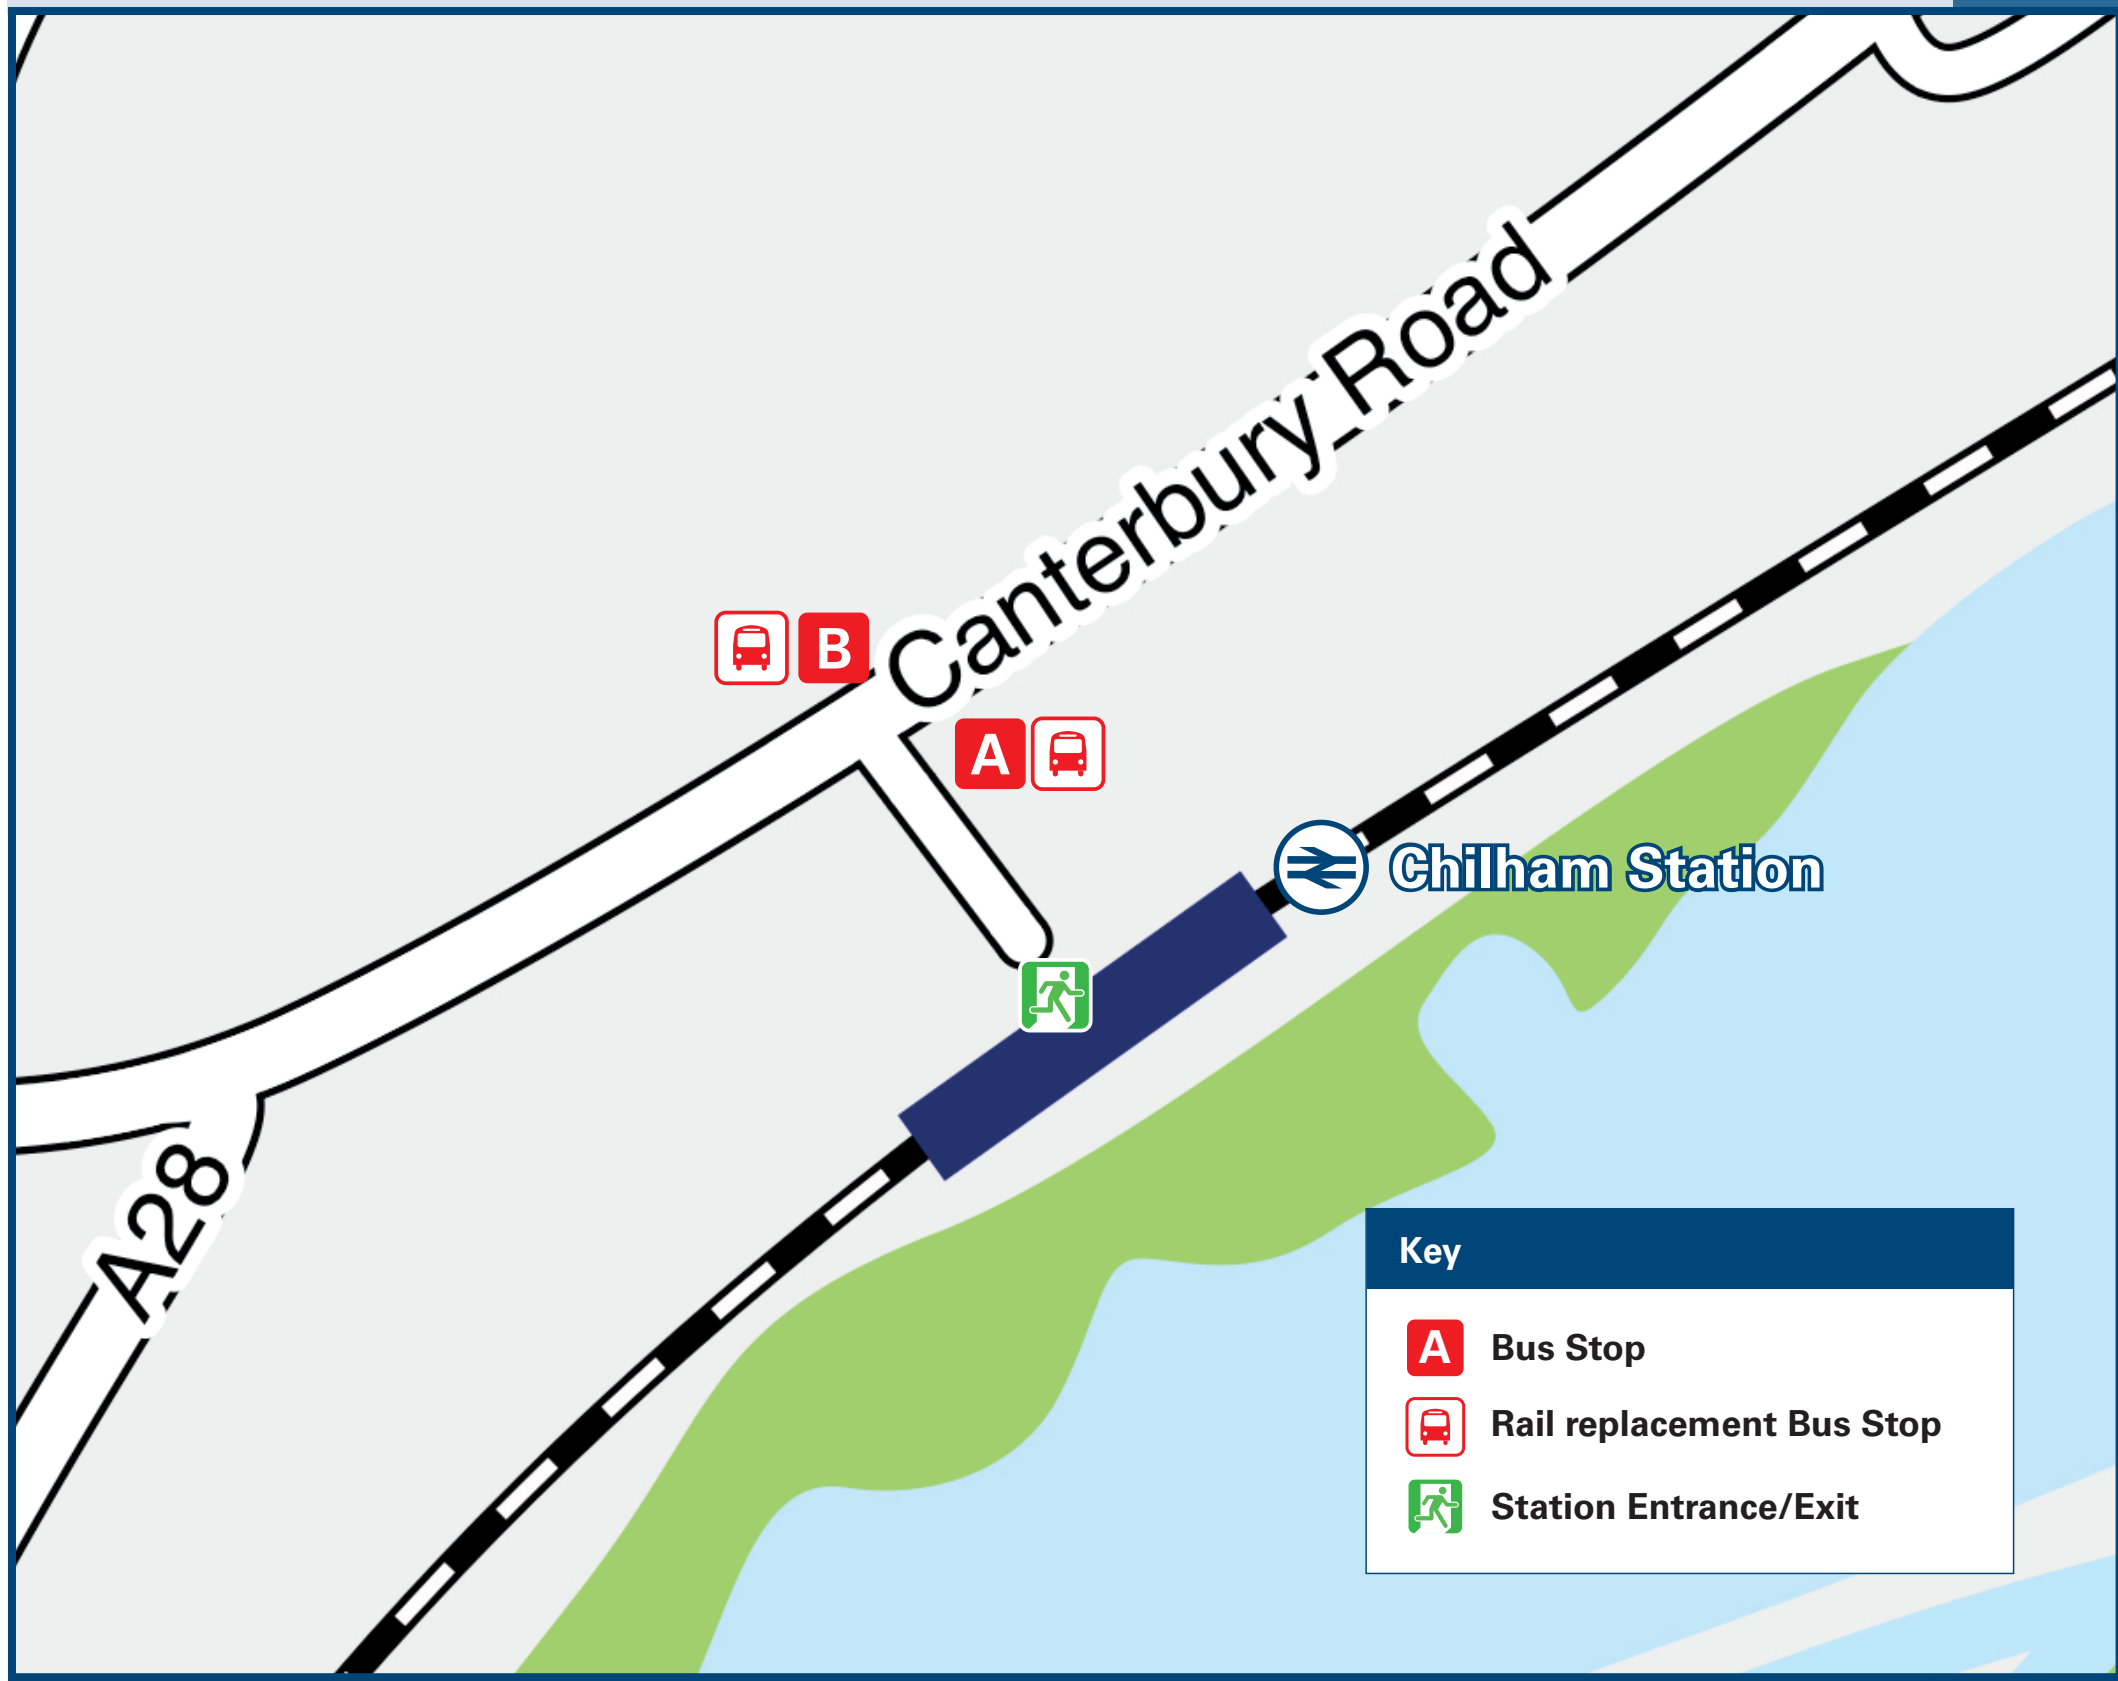 Canterbury Road
B
A
Chilham Station
A28
Key
A Bus Stop
Rail replacement Bus Stop
Station Entrance/Exit